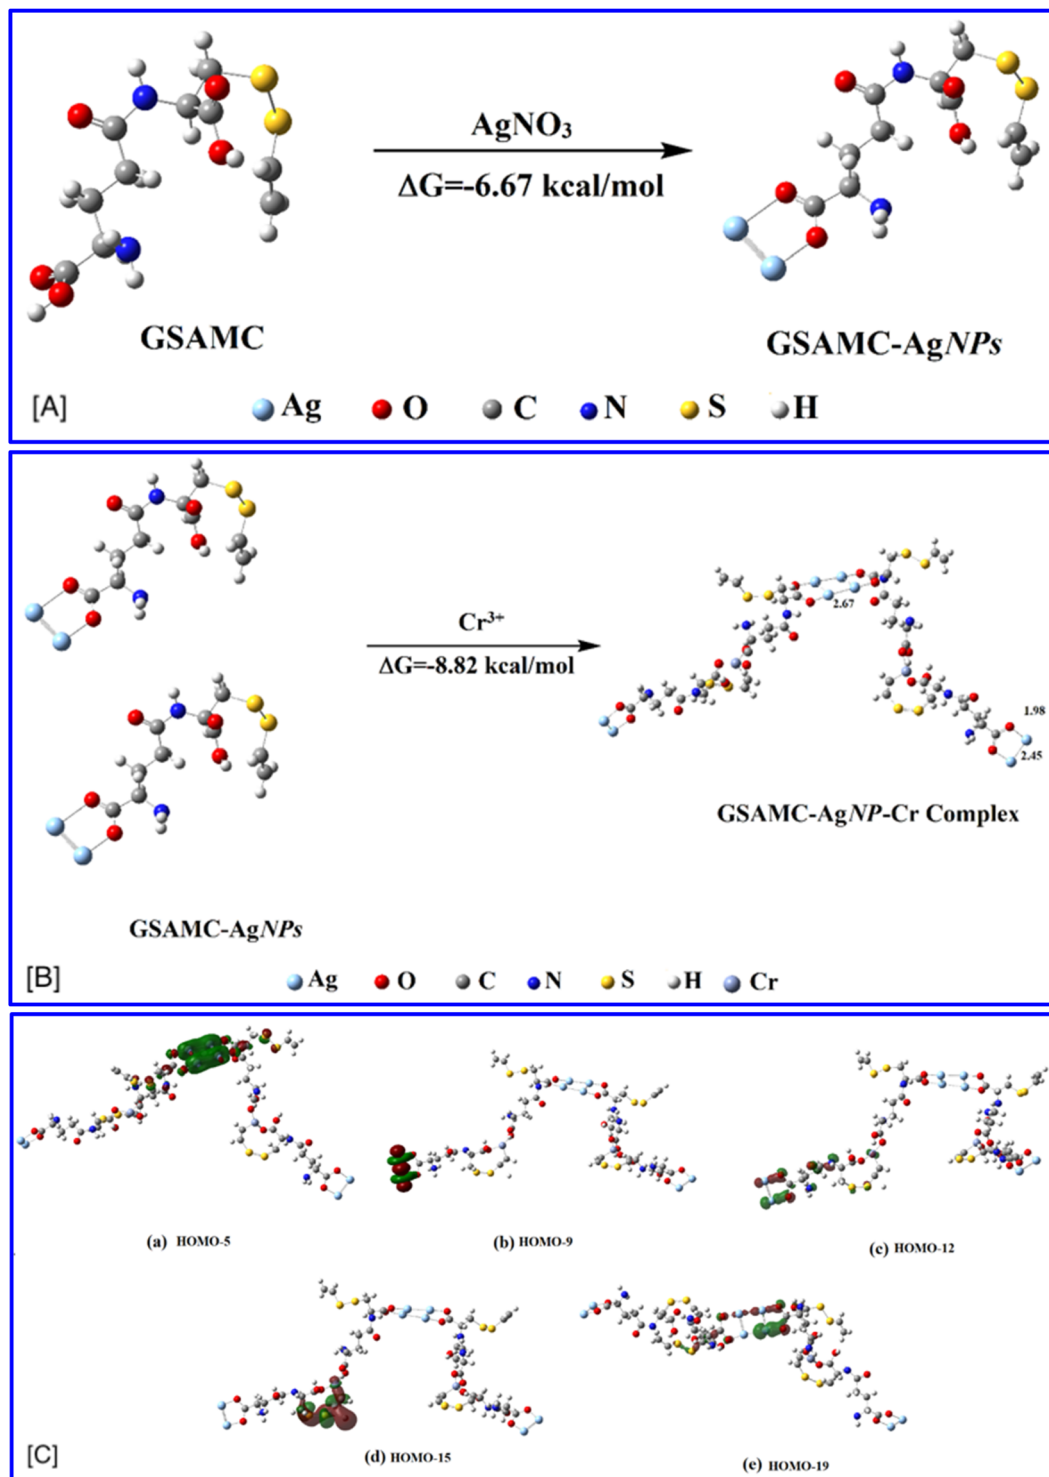 AgNO₃
ΔG=-6.67 kcal/mol
GSAMC
GSAMC-AgNPs
[A]
Ag O C N S H
Cr³⁺
ΔG=-8.82 kcal/mol
2.67
1.98
2.45
GSAMC-AgNP-Cr Complex
GSAMC-AgNPs
[B]
Ag O C N S H Cr
(a) HOMO-5
(b) HOMO-9
(c) HOMO-12
(d) HOMO-15
(e) HOMO-19
[C]